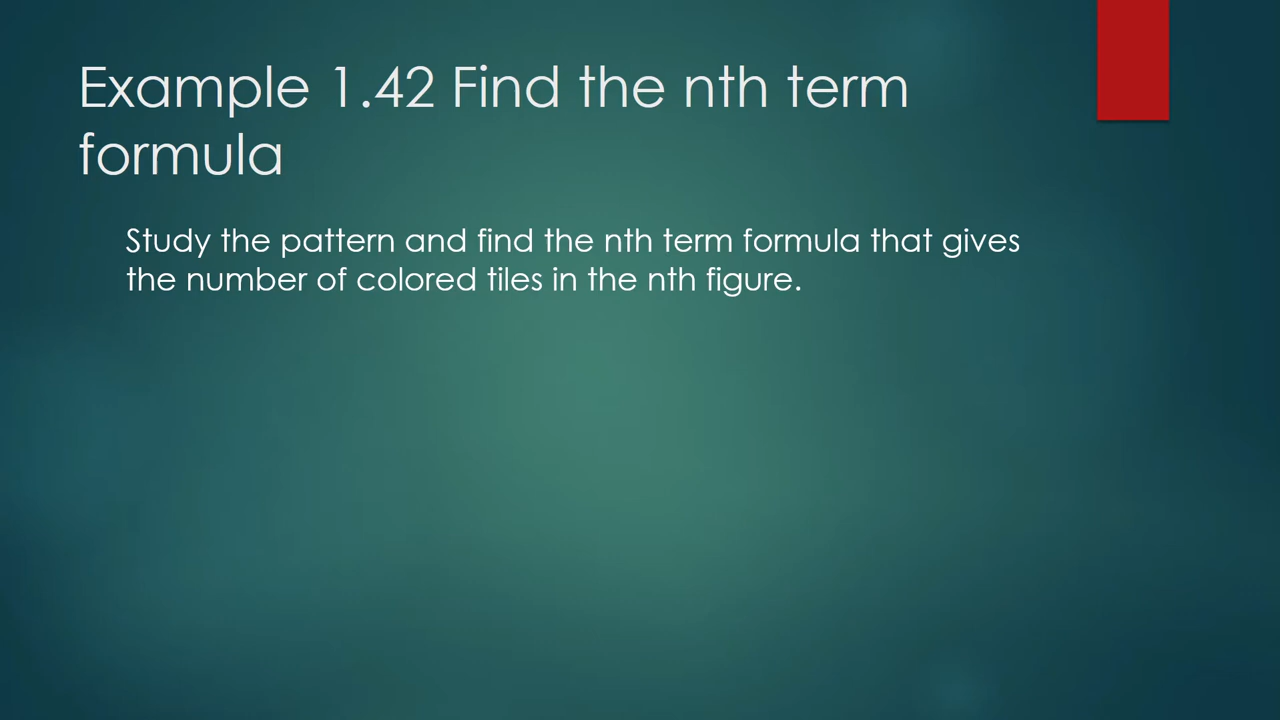 Example 1.42 Find the nth term
formula
Study the pattern and find the nth term formula that gives
the number of colored tiles in the nth figure.